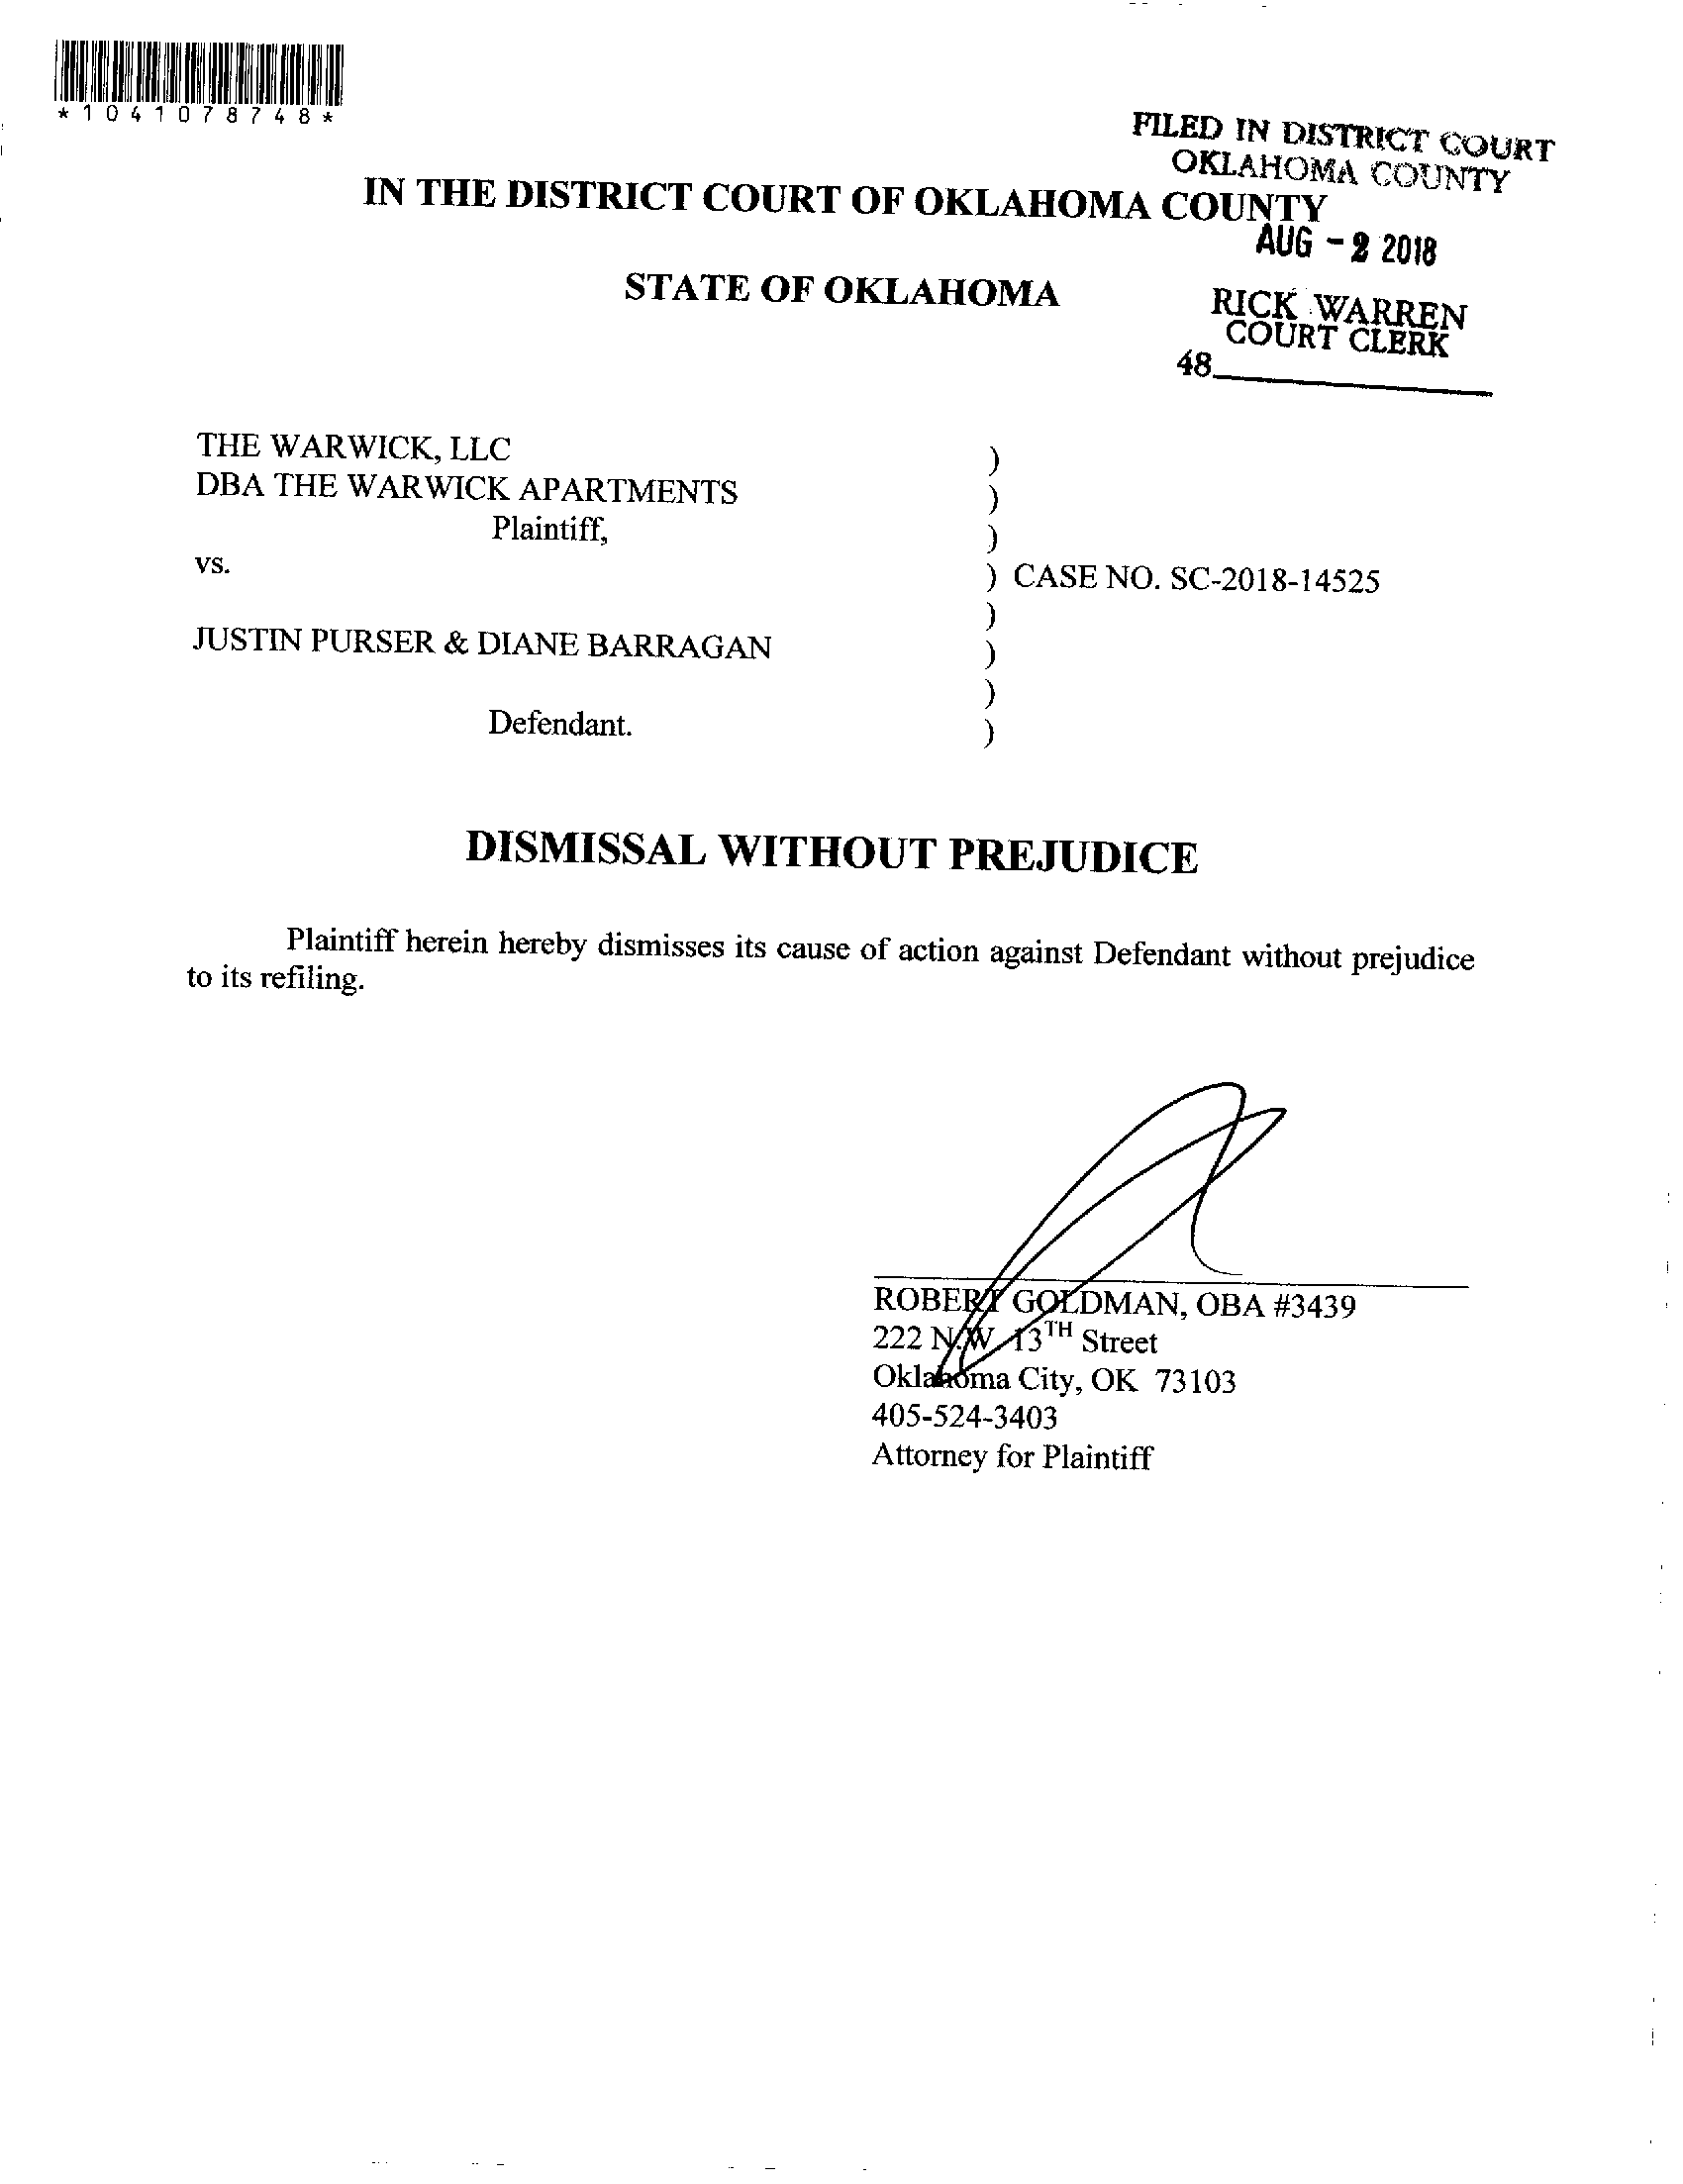 *1041078748*
FILED IN DISTRICT COURT
OKLAHOMA COUNTY
IN THE DISTRICT COURT OF OKLAHOMA COUNTY
AUG - 2 2018
STATE OF OKLAHOMA
RICK WARREN
COURT CLERK
48
THE WARWICK, LLC )
DBA THE WARWICK APARTMENTS )
Plaintiff, )
vs. ) CASE NO. SC-2018-14525
)
JUSTIN PURSER & DIANE BARRAGAN )
)
Defendant. )
DISMISSAL WITHOUT PREJUDICE
Plaintiff herein hereby dismisses its cause of action against Defendant without prejudice
to its refiling.
ROBERT GOLDMAN, OBA #3439
222 N.W. 13TH Street
Oklahoma City, OK 73103
405-524-3403
Attorney for Plaintiff